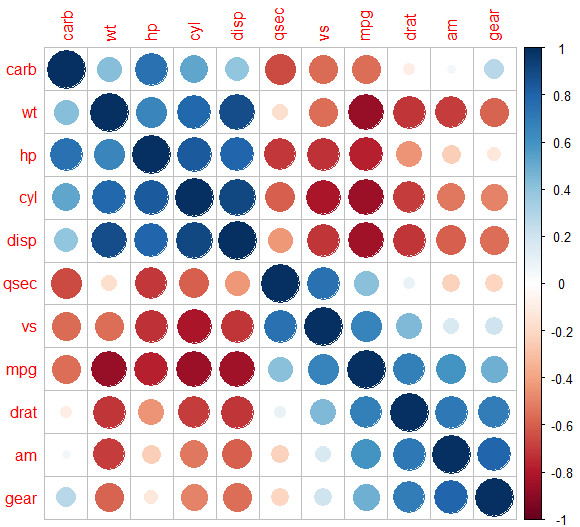 carb wt hp cyl disp qsec vs mpg drat am gear
carb
wt
hp
cyl
disp
qsec
vs
mpg
drat
am
gear
1
0.8
0.6
0.4
0.2
0
-0.2
-0.4
-0.6
-0.8
-1